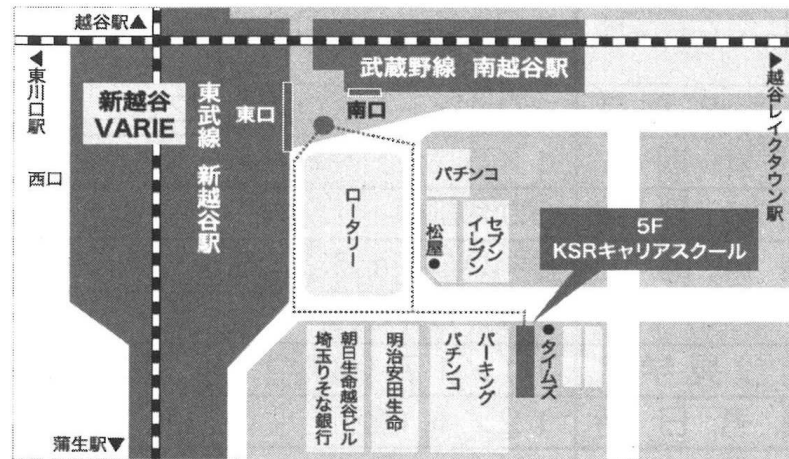 越谷駅▲
◀東川口駅
武蔵野線 南越谷駅
▶越谷レイクタウン駅
新越谷
VARIE
東武線 新越谷駅
東口
南口
西口
ロータリー
パチンコ
松屋
セブン
イレブン
5F
KSRキャリアスクール
朝日生命越谷ビル
埼玉りそな銀行
明治安田生命
パーキング
パチンコ
タイムズ
蒲生駅▼